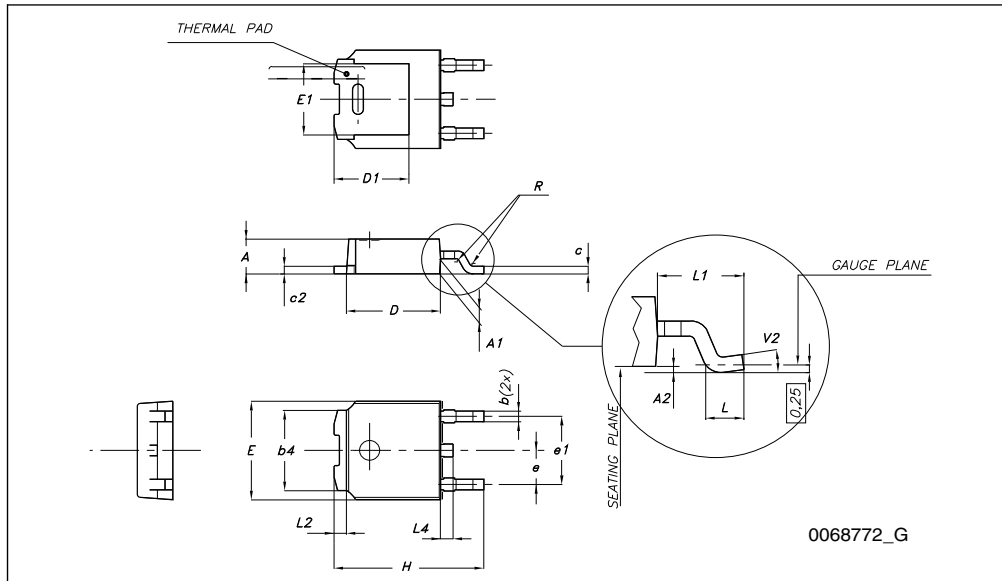 THERMAL PAD
E1
D1
R
A
c
c2
D
A1
L1
GAUGE PLANE
V2
A2
L
0,25
SEATING PLANE
b(2x)
E
b4
e
e1
L2
L4
H
0068772_G